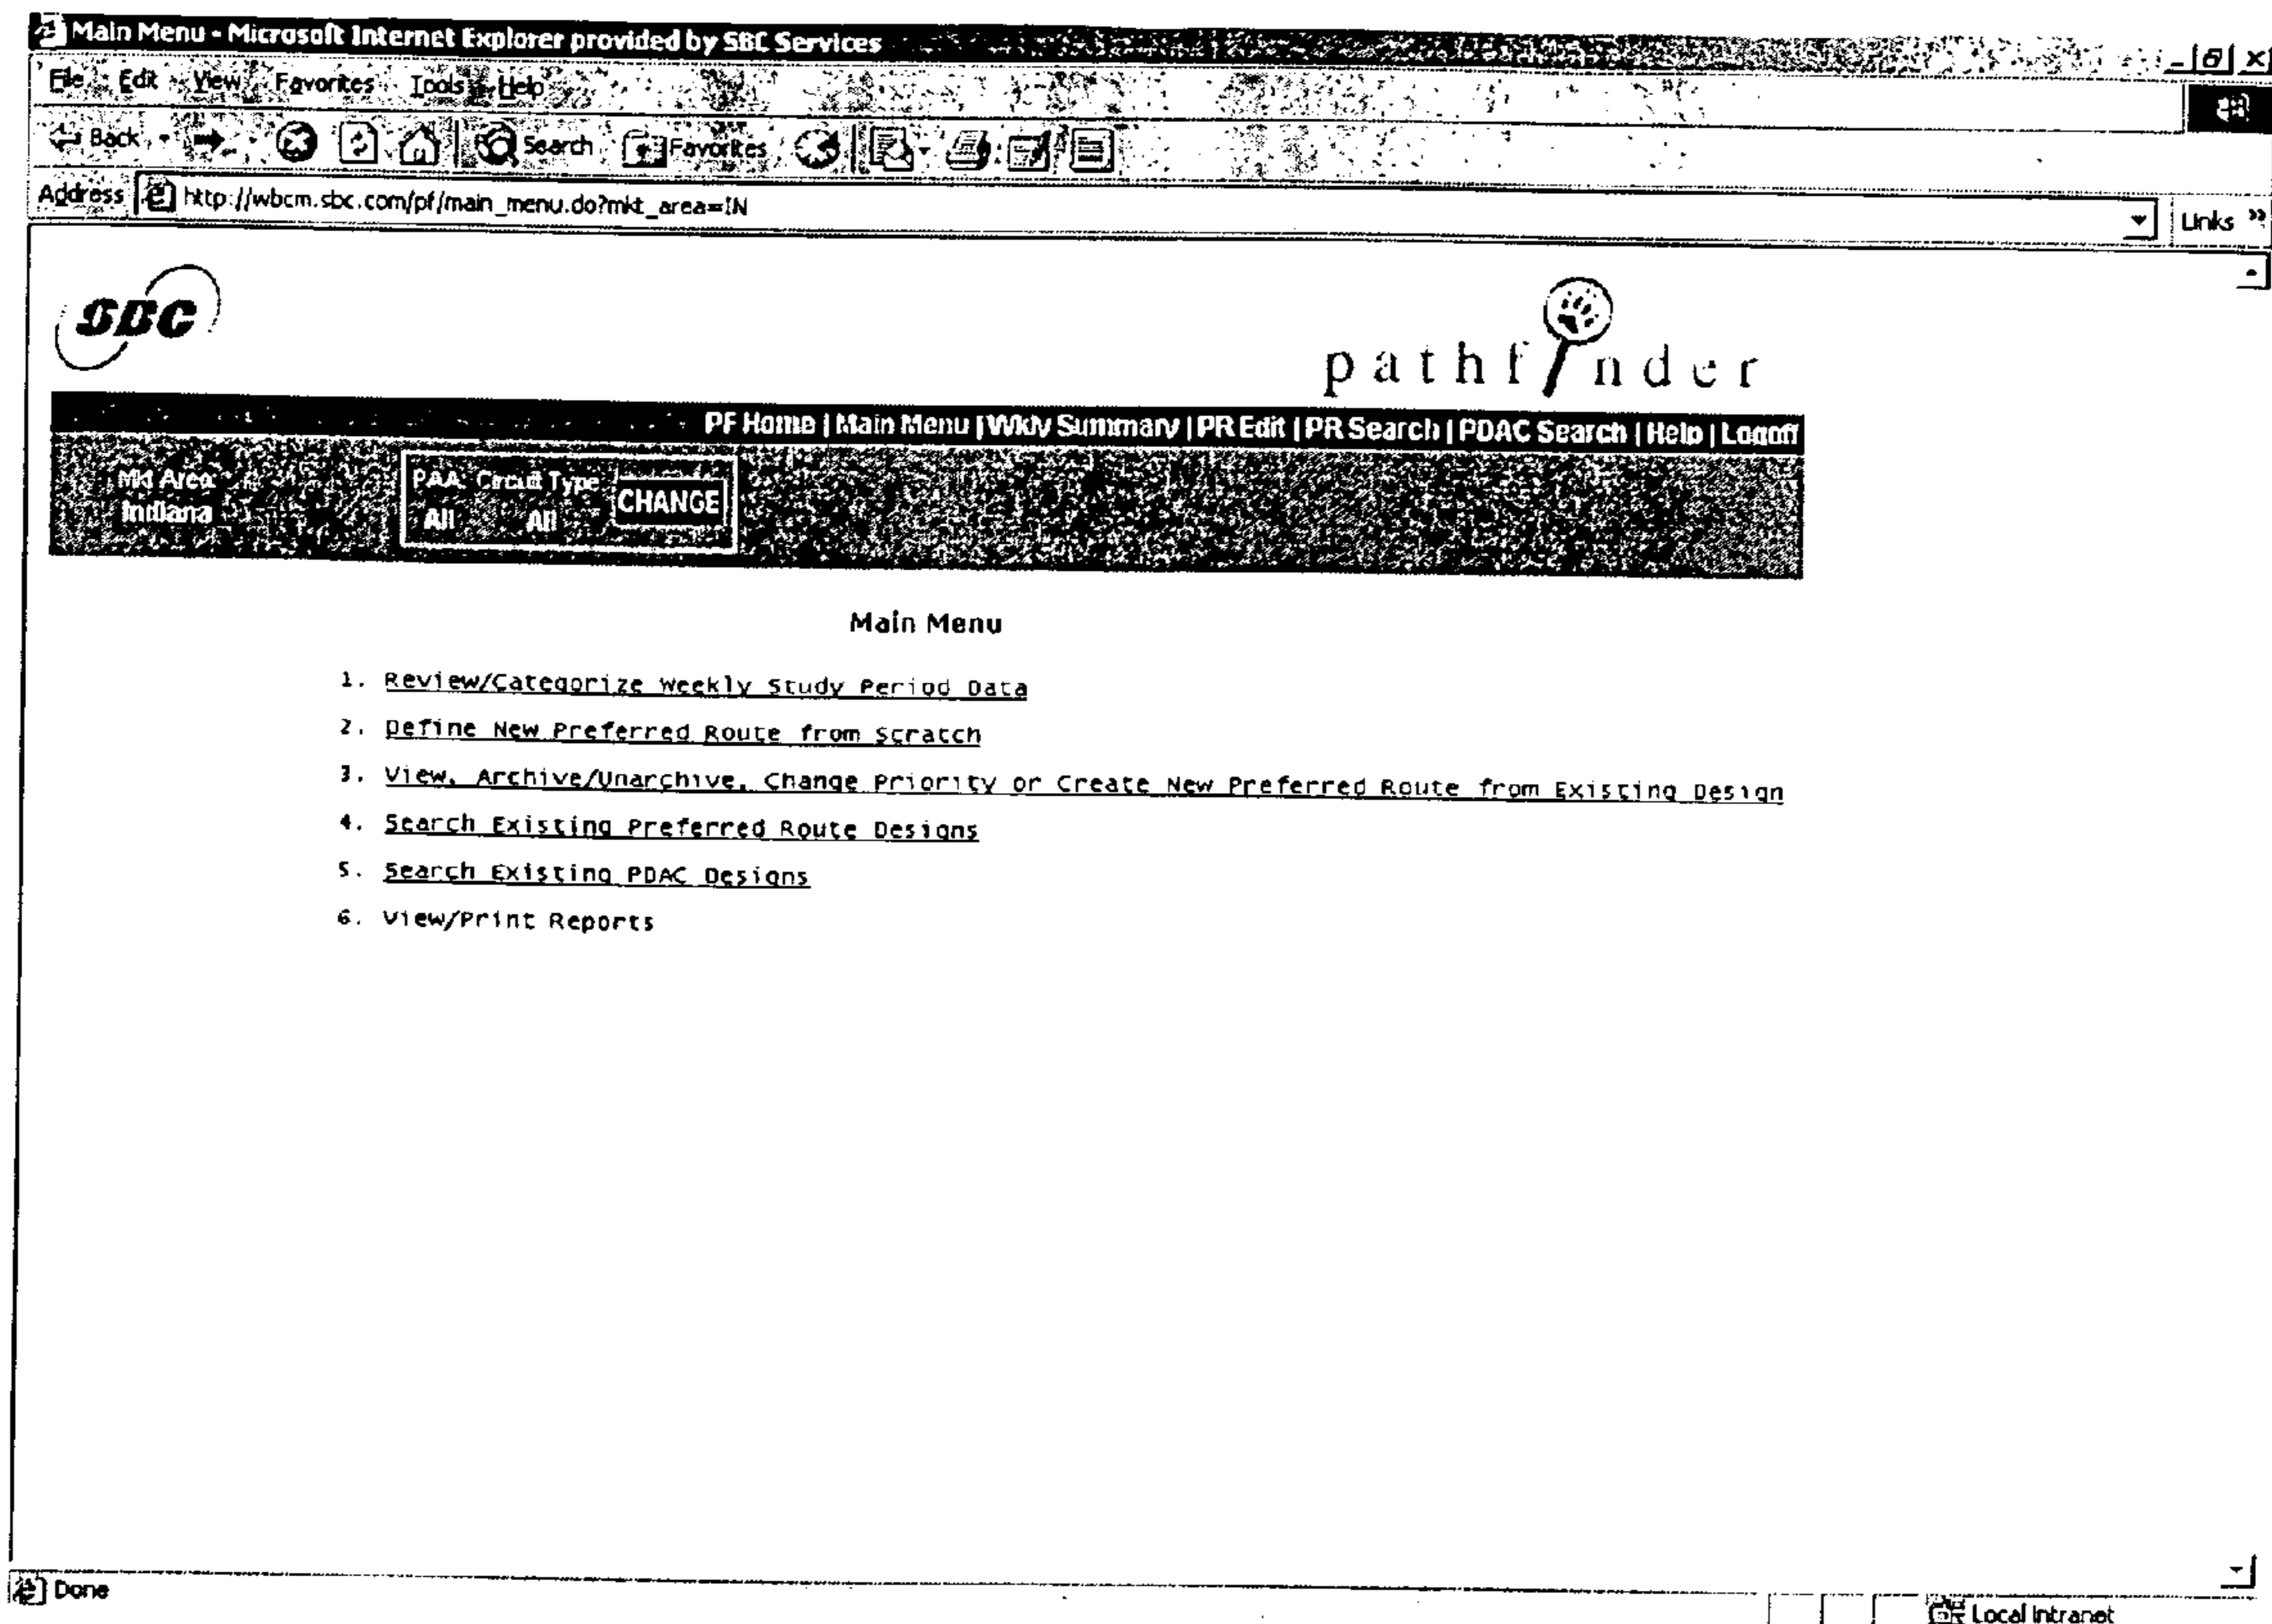 Main Menu - Microsoft Internet Explorer provided by SBC Services
File Edit View Favorites Tools Help
Back Search Favorites
Address http://wbcm.sbc.com/pf/main_menu.do?mkt_area=IN Links »
SBC
pathfinder
PF Home | Main Menu | Wkly Summary | PR Edit | PR Search | PDAC Search | Help | Logoff
Mkt Area: PAA: Circuit Type: CHANGE
Indiana All All
Main Menu
1. Review/Categorize Weekly Study Period Data
2. Define New Preferred Route from Scratch
3. View, Archive/Unarchive, Change Priority or Create New Preferred Route from Existing Design
4. Search Existing Preferred Route Designs
5. Search Existing PDAC Designs
6. View/Print Reports
Done Local intranet